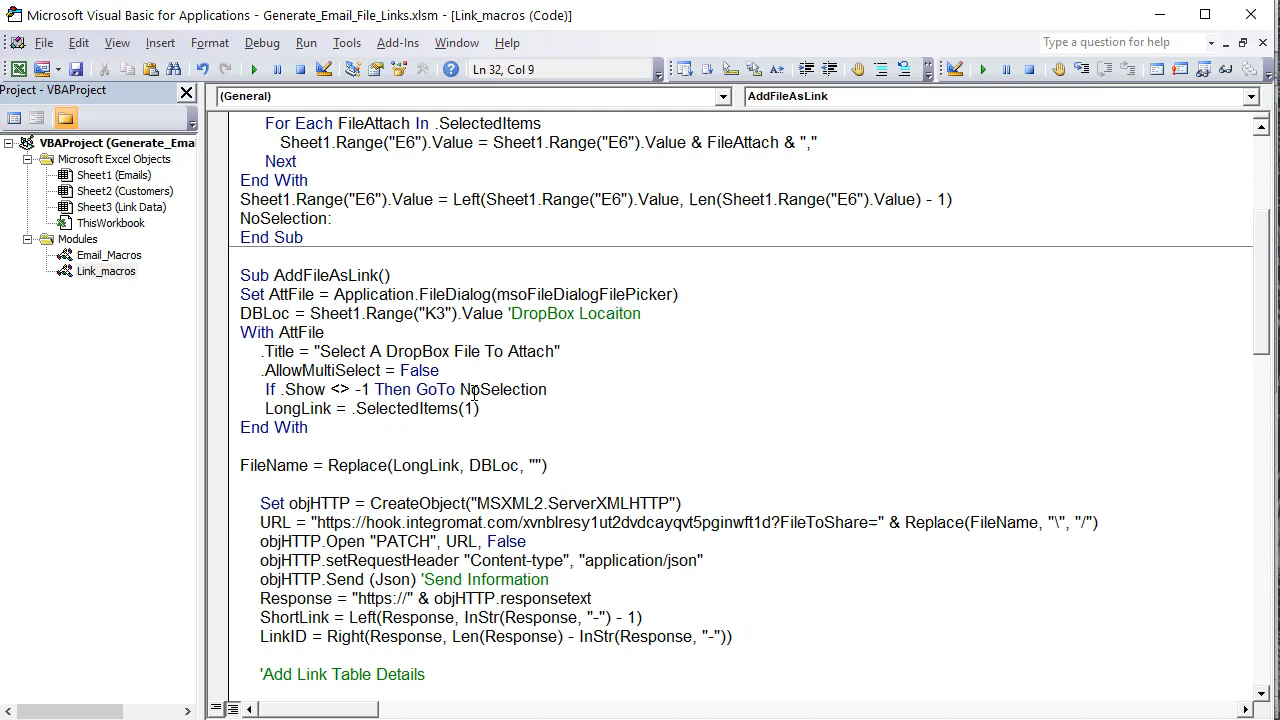 Microsoft Visual Basic for Applications - Generate_Email_File_Links.xlsm - [Link_macros (Code)]
File Edit View Insert Format Debug Run Tools Add-Ins Window Help
Type a question for help
Ln 32, Col 9
Project - VBAProject
(General)
AddFileAsLink
VBAProject (Generate_Emai
Microsoft Excel Objects
Sheet1 (Emails)
Sheet2 (Customers)
Sheet3 (Link Data)
ThisWorkbook
Modules
Email_Macros
Link_macros
For Each FileAttach In .SelectedItems
Sheet1.Range("E6").Value = Sheet1.Range("E6").Value & FileAttach & ","
Next
End With
Sheet1.Range("E6").Value = Left(Sheet1.Range("E6").Value, Len(Sheet1.Range("E6").Value) - 1)
NoSelection:
End Sub
Sub AddFileAsLink()
Set AttFile = Application.FileDialog(msoFileDialogFilePicker)
DBLoc = Sheet1.Range("K3").Value 'DropBox Locaiton
With AttFile
.Title = "Select A DropBox File To Attach"
.AllowMultiSelect = False
If .Show <> -1 Then GoTo NoSelection
LongLink = .SelectedItems(1)
End With
FileName = Replace(LongLink, DBLoc, "")
Set objHTTP = CreateObject("MSXML2.ServerXMLHTTP")
URL = "https://hook.integromat.com/xvnblresy1ut2dvdcayqvt5pginwft1d?FileToShare=" & Replace(FileName, "\", "/")
objHTTP.Open "PATCH", URL, False
objHTTP.setRequestHeader "Content-type", "application/json"
objHTTP.Send (Json) 'Send Information
Response = "https://" & objHTTP.responsetext
ShortLink = Left(Response, InStr(Response, "-") - 1)
LinkID = Right(Response, Len(Response) - InStr(Response, "-"))
'Add Link Table Details